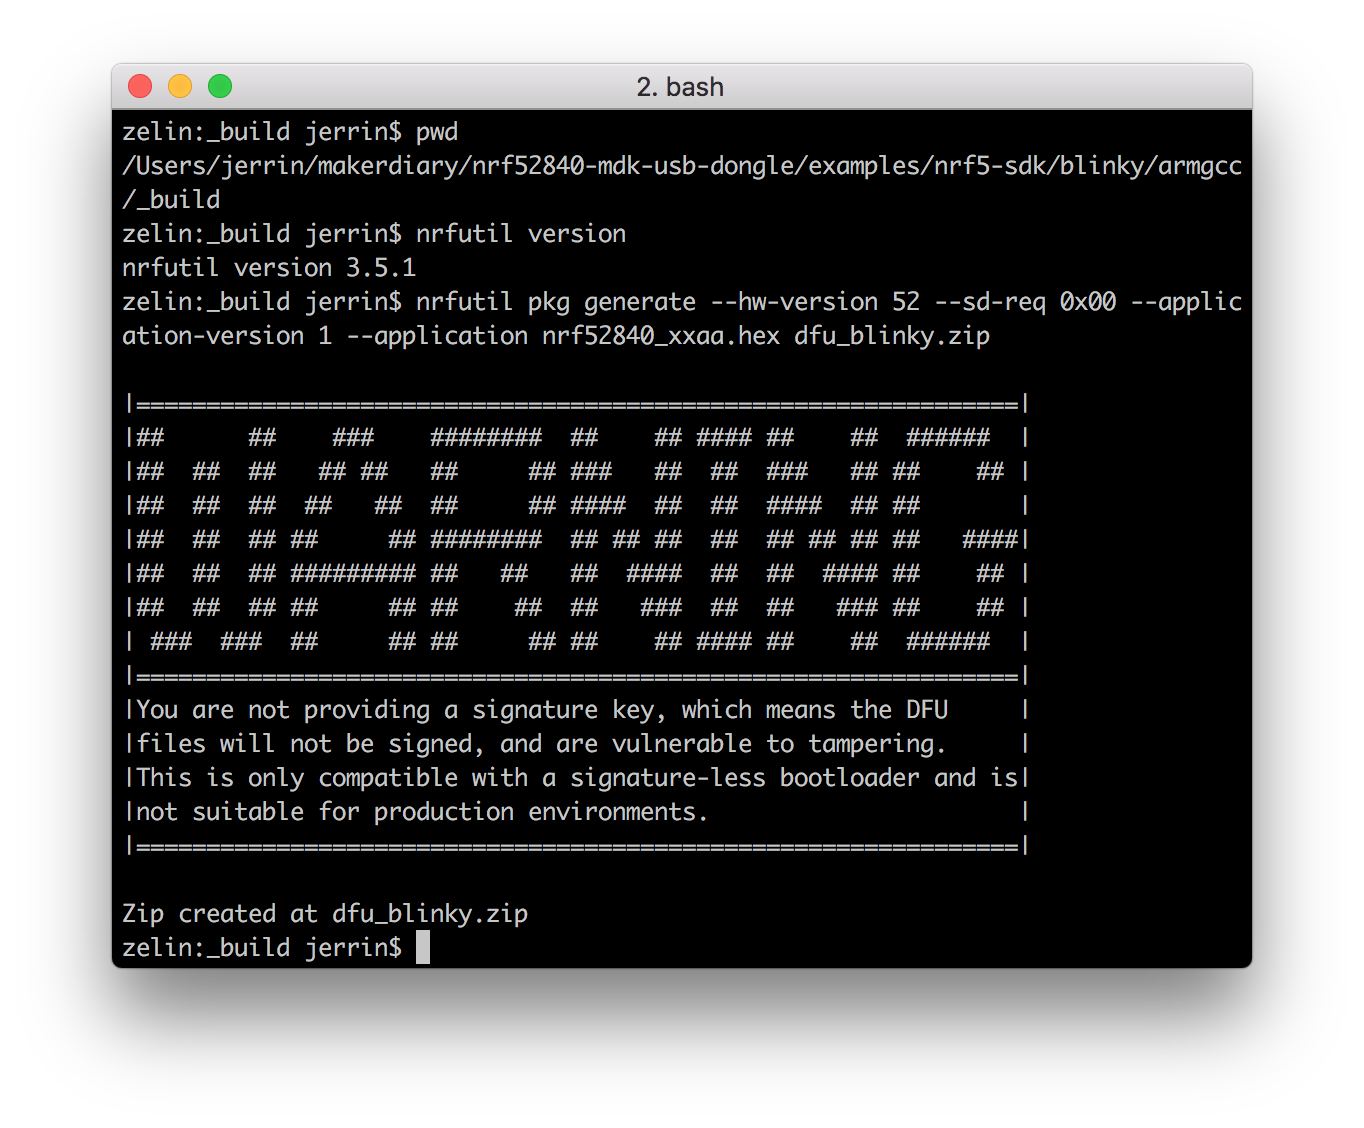 2. bash
zelin:_build jerrin$ pwd
/Users/jerrin/makerdiary/nrf52840-mdk-usb-dongle/examples/nrf5-sdk/blinky/armgcc
/_build
zelin:_build jerrin$ nrfutil version
nrfutil version 3.5.1
zelin:_build jerrin$ nrfutil pkg generate --hw-version 52 --sd-req 0x00 --applic
ation-version 1 --application nrf52840_xxaa.hex dfu_blinky.zip

|===============================================================|
|##      ##    ###    ########  ##    ## #### ##    ##  ######  |
|##  ##  ##   ## ##   ##     ## ###   ##  ##  ###   ## ##    ## |
|##  ##  ##  ##   ##  ##     ## ####  ##  ##  ####  ## ##       |
|##  ##  ## ##     ## ########  ## ## ##  ##  ## ## ## ##   ####|
|##  ##  ## ######### ##   ##   ##  ####  ##  ##  #### ##    ## |
|##  ##  ## ##     ## ##    ##  ##   ###  ##  ##   ### ##    ## |
| ###  ###  ##     ## ##     ## ##    ## #### ##    ##  ######  |
|===============================================================|
|You are not providing a signature key, which means the DFU     |
|files will not be signed, and are vulnerable to tampering.     |
|This is only compatible with a signature-less bootloader and is|
|not suitable for production environments.                      |
|===============================================================|

Zip created at dfu_blinky.zip
zelin:_build jerrin$